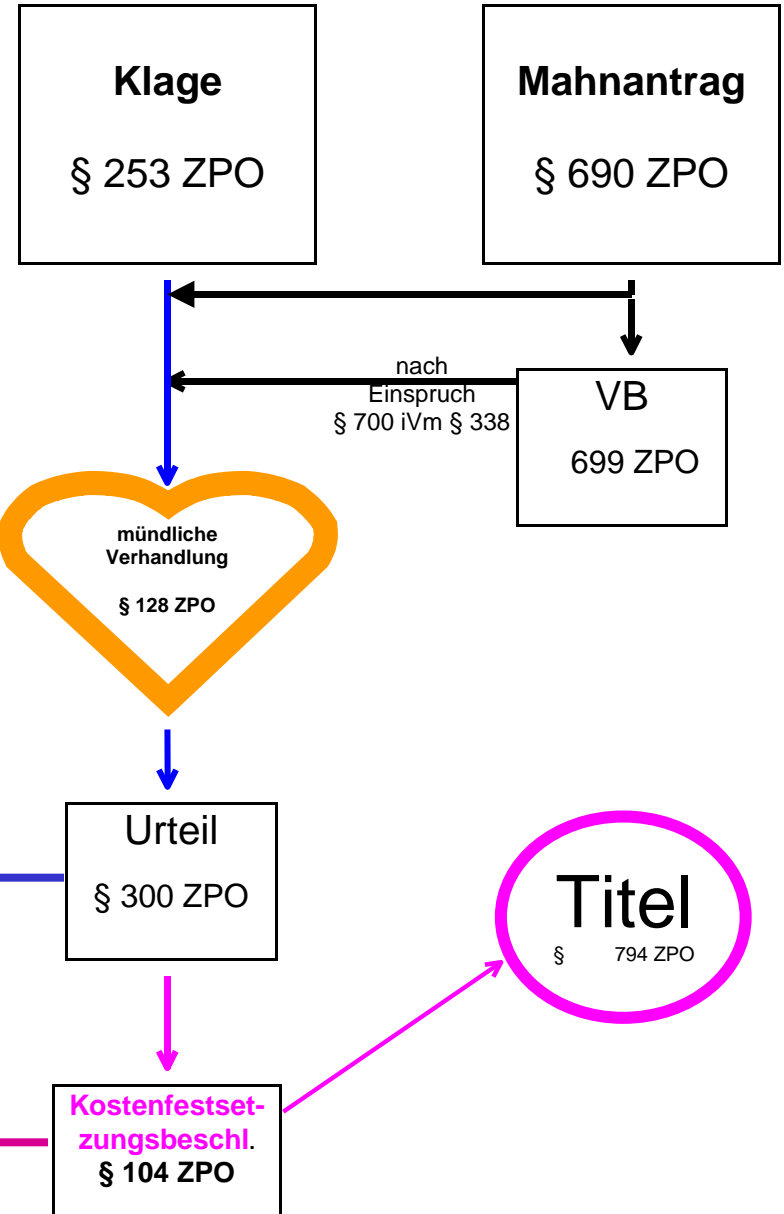 Klage
§ 253 ZPO
Mahnantrag
§ 690 ZPO
nach
Einspruch
§ 700 iVm § 338
VB
699 ZPO
mündliche
Verhandlung
§ 128 ZPO
Urteil
§ 300 ZPO
Titel
§ 794 ZPO
Kostenfestset-
zungsbeschl.
§ 104 ZPO